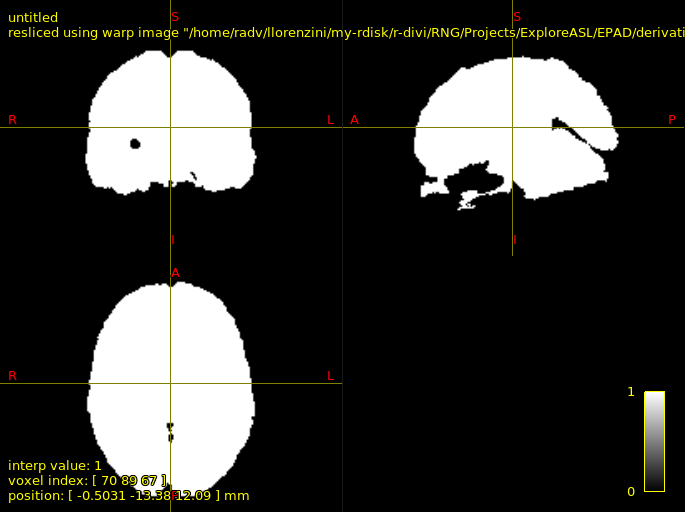 untitled
resliced using warp image "/home/radv/llorenzini/my-rdisk/r-divi/RNG/Projects/ExploreASL/EPAD/derivati
S
S
R
L
A
P
I
I
A
R
L
1
0
interp value: 1
voxel index: [ 70 89 67 ]
position: [ -0.5031 -13.38 12.09 ] mm